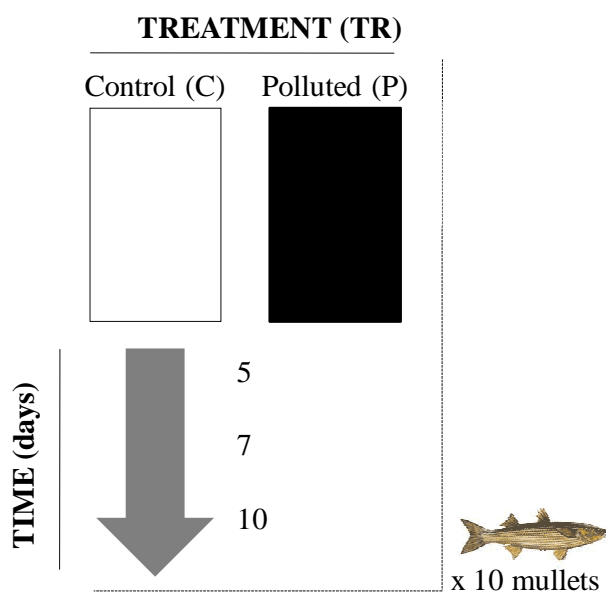 TREATMENT (TR)
Control (C) Polluted (P)
TIME (days)
5
7
10
x 10 mullets